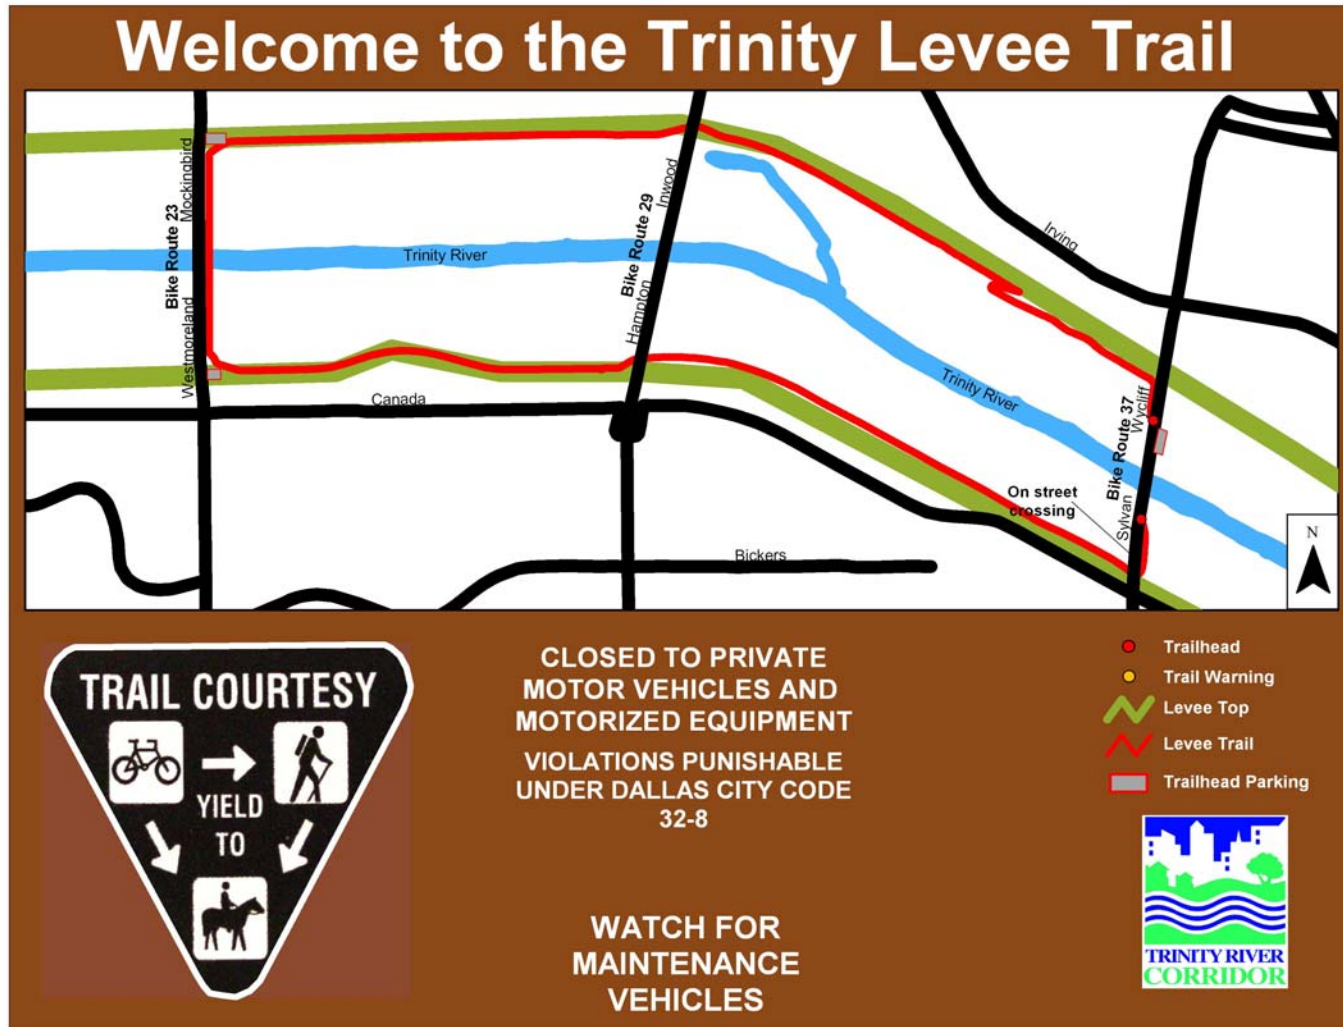 Welcome to the Trinity Levee Trail
Mockingbird
Bike Route 23
Westmoreland
Trinity River
Inwood
Bike Route 29
Hampton
Canada
Irving
Trinity River
Wycliff
Bike Route 37
Sylvan
On street
crossing
Bickers
N
TRAIL COURTESY
YIELD
TO
CLOSED TO PRIVATE
MOTOR VEHICLES AND
MOTORIZED EQUIPMENT
VIOLATIONS PUNISHABLE
UNDER DALLAS CITY CODE
32-8
WATCH FOR
MAINTENANCE
VEHICLES
Trailhead
Trail Warning
Levee Top
Levee Trail
Trailhead Parking
TRINITY RIVER
CORRIDOR